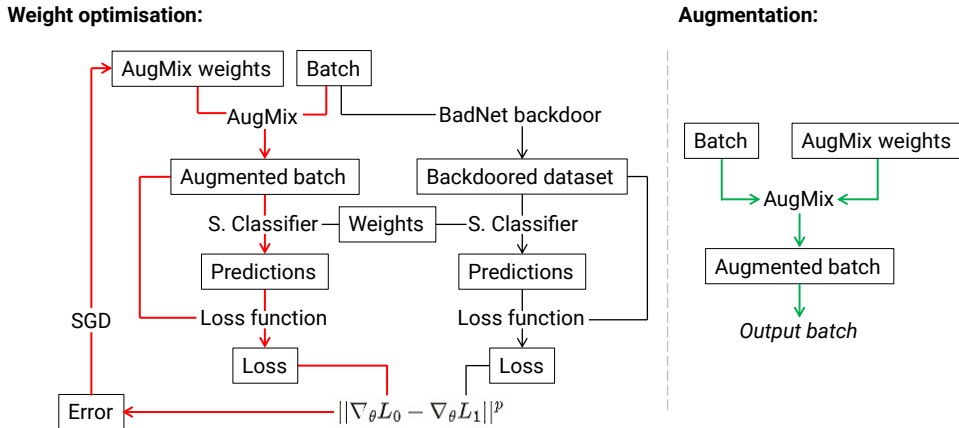 Weight optimisation:
Augmentation:
AugMix weights
Batch
AugMix
BadNet backdoor
Batch
AugMix weights
Augmented batch
Backdoored dataset
AugMix
S. Classifier
Weights
S. Classifier
Predictions
Predictions
Augmented batch
SGD
Loss function
Loss function
Output batch
Loss
Loss
Error
||∇θL₀ − ∇θL₁||ᵖ